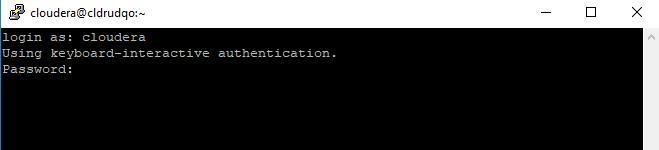 cloudera@cldrudqo:~
login as: cloudera
Using keyboard-interactive authentication.
Password: